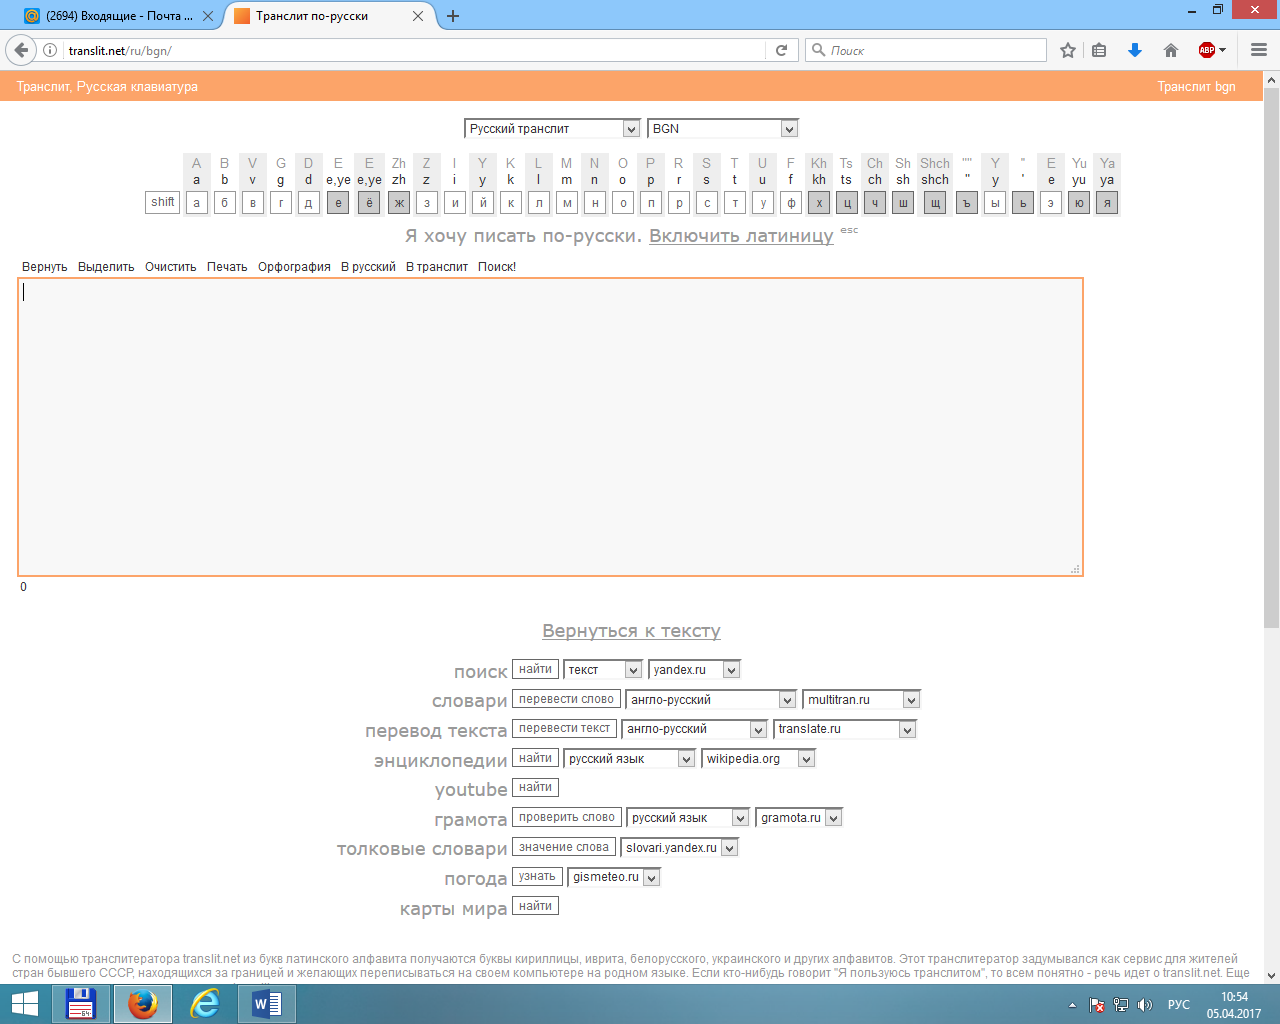 (2694) Входящие - Почта ...
Транслит по-русски
translit.net/ru/bgn/
Поиск
ABP
Транслит, Русская клавиатура
Транслит bgn
Русский транслит BGN
A B V G D E E Zh Z I Y K L M N O P R S T U F Kh Ts Ch Sh Shch "" Y " E Yu Ya
a b v g d e,ye e,ye zh z i y k l m n o p r s t u f kh ts ch sh shch " y ' e yu ya
shift а б в г д е ё ж з и й к л м н о п р с т у ф х ц ч ш щ ъ ы ь э ю я
Я хочу писать по-русски. Включить латиницу esc
Вернуть Выделить Очистить Печать Орфография В русский В транслит Поиск!
0
Вернуться к тексту
поиск найти текст yandex.ru
словари перевести слово англо-русский multitran.ru
перевод текста перевести текст англо-русский translate.ru
энциклопедии найти русский язык wikipedia.org
youtube найти
грамота проверить слово русский язык gramota.ru
толковые словари значение слова slovari.yandex.ru
погода узнать gismeteo.ru
карты мира найти
С помощью транслитератора translit.net из букв латинского алфавита получаются буквы кириллицы, иврита, белорусского, украинского и других алфавитов. Этот транслитератор задумывался как сервис для жителей
стран бывшего СССР, находящихся за границей и желающих переписываться на своем компьютере на родном языке. Если кто-нибудь говорит "Я пользуюсь транслитом", то всем понятно - речь идет о translit.net. Еще
64
РУС
10:54
05.04.2017